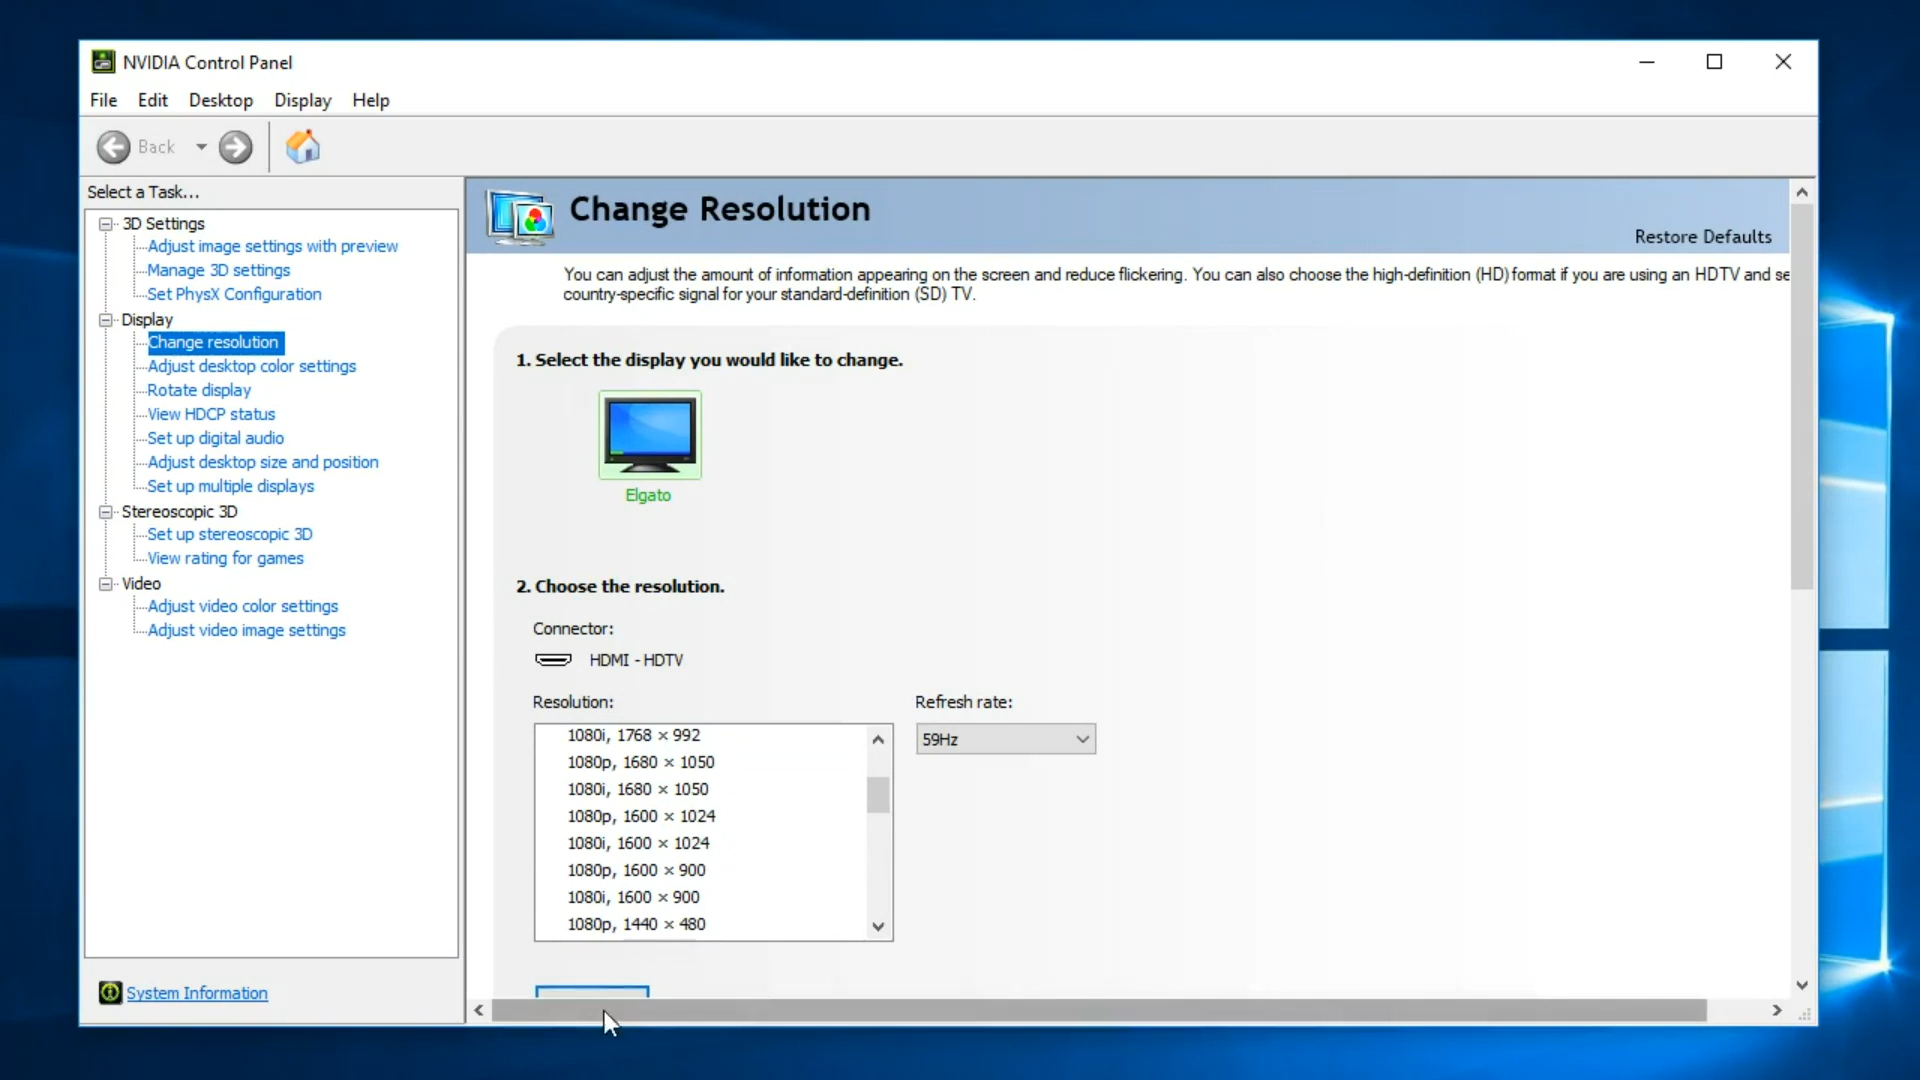 NVIDIA Control Panel
File Edit Desktop Display Help
Back
Select a Task...
3D Settings
Adjust image settings with preview
Manage 3D settings
Set PhysX Configuration
Display
Change resolution
Adjust desktop color settings
Rotate display
View HDCP status
Set up digital audio
Adjust desktop size and position
Set up multiple displays
Stereoscopic 3D
Set up stereoscopic 3D
View rating for games
Video
Adjust video color settings
Adjust video image settings
System Information
Change Resolution
Restore Defaults
You can adjust the amount of information appearing on the screen and reduce flickering. You can also choose the high-definition (HD) format if you are using an HDTV and se
country-specific signal for your standard-definition (SD) TV.
1. Select the display you would like to change.
Elgato
2. Choose the resolution.
Connector:
HDMI - HDTV
Resolution:
1080i, 1768 × 992
1080p, 1680 × 1050
1080i, 1680 × 1050
1080p, 1600 × 1024
1080i, 1600 × 1024
1080p, 1600 × 900
1080i, 1600 × 900
1080p, 1440 × 480
Refresh rate:
59Hz